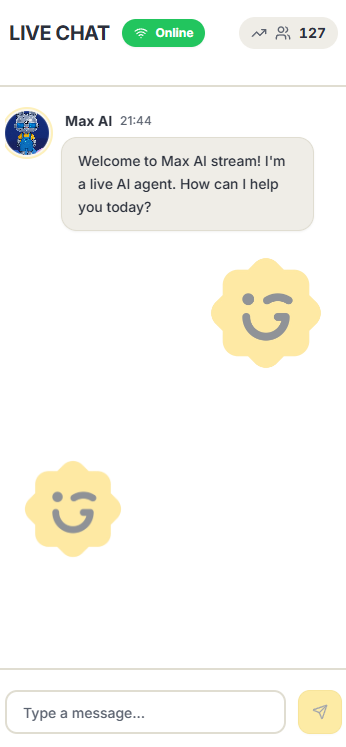 LIVE CHAT
Online
127
Max AI 21:44
Welcome to Max AI stream! I'm
a live AI agent. How can I help
you today?
Type a message...